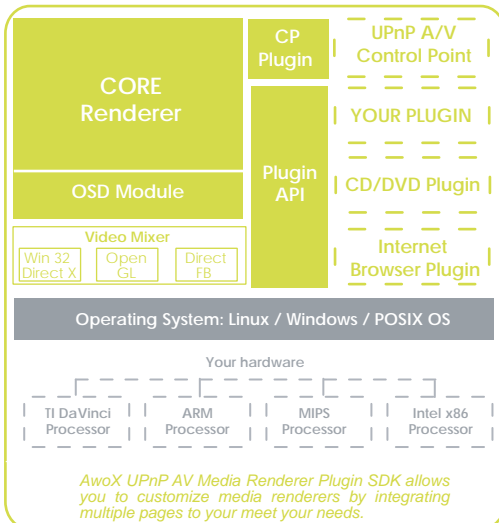 CORE
Renderer
OSD Module
Video Mixer
Win 32
Direct X
Open
GL
Direct
FB
CP
Plugin
Plugin
API
UPnP A/V
Control Point
YOUR PLUGIN
CD/DVD Plugin
Internet
Browser Plugin
Operating System: Linux / Windows / POSIX OS
Your hardware
TI DaVinci
Processor
ARM
Processor
MIPS
Processor
Intel x86
Processor
AwoX UPnP AV Media Renderer Plugin SDK allows
you to customize media renderers by integrating
multiple pages to your meet your needs.